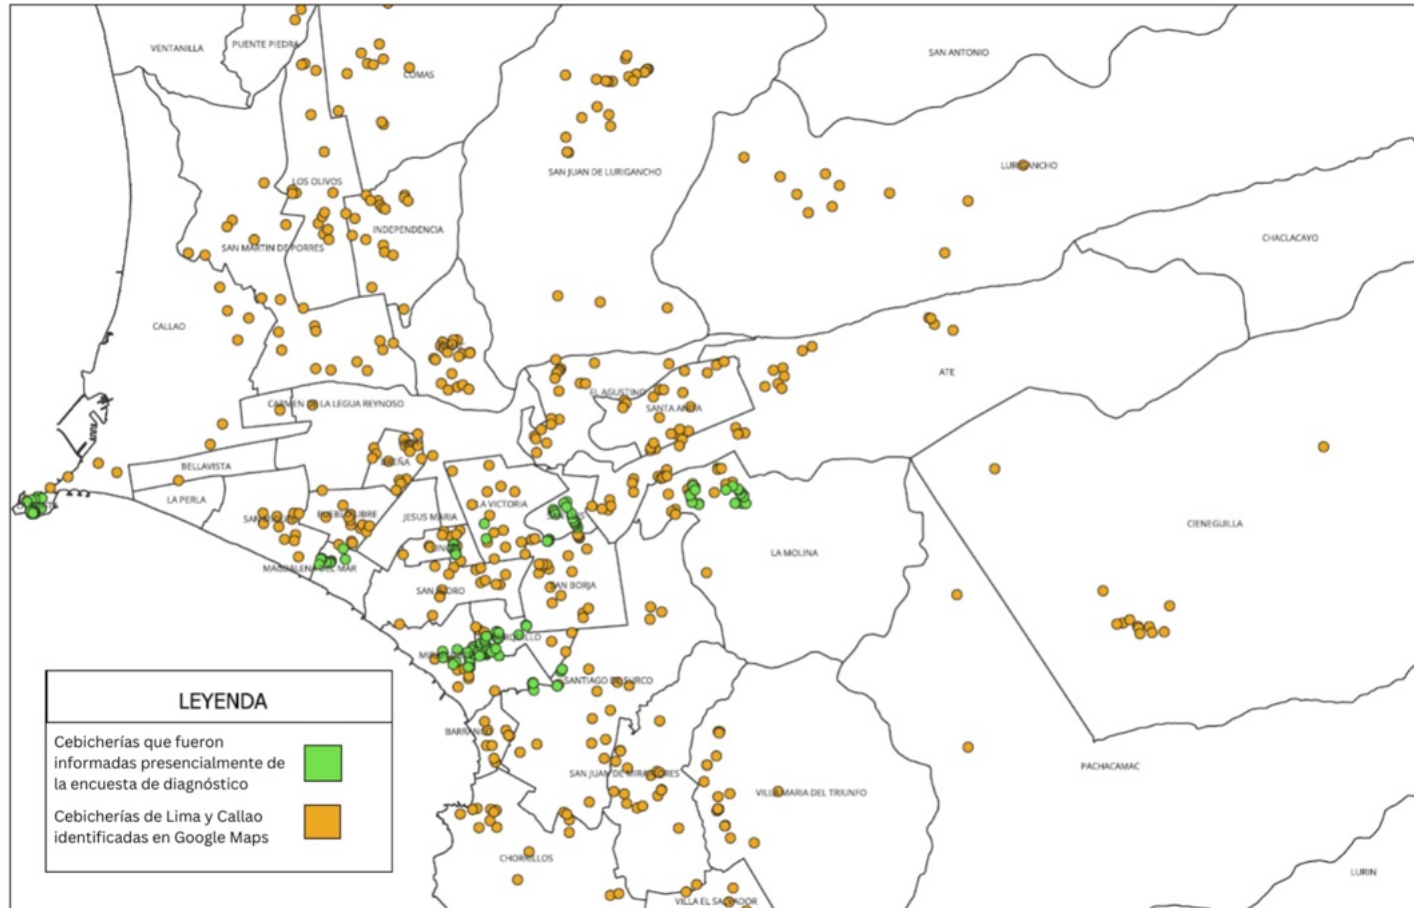 VENTANILLA
PUENTE PIEDRA
COMAS
SAN ANTONIO
SAN JUAN DE LURIGANCHO
LURIGANCHO
LOS OLIVOS
INDEPENDENCIA
SAN MARTIN DE PORRES
CHACLACAYO
CALLAO
ATE
EL AGUSTINO
SANTA ANITA
CARMEN DE LA LEGUA REYNOSO
BELLAVISTA
BREÑA
LA PERLA
LA VICTORIA
JESUS MARIA
PUEBLO LIBRE
CIENEGUILLA
LA MOLINA
MAGDALENA DEL MAR
SAN ISIDRO
SAN BORJA
SANTIAGO DE SURCO
BARRANCO
SAN JUAN DE MIRAFLORES
VILLA MARIA DEL TRIUNFO
PACHACAMAC
CHORRILLOS
LURIN
VILLA EL SALVADOR
LEYENDA
Cebicherías que fueron
informadas presencialmente de
la encuesta de diagnóstico
Cebicherías de Lima y Callao
identificadas en Google Maps